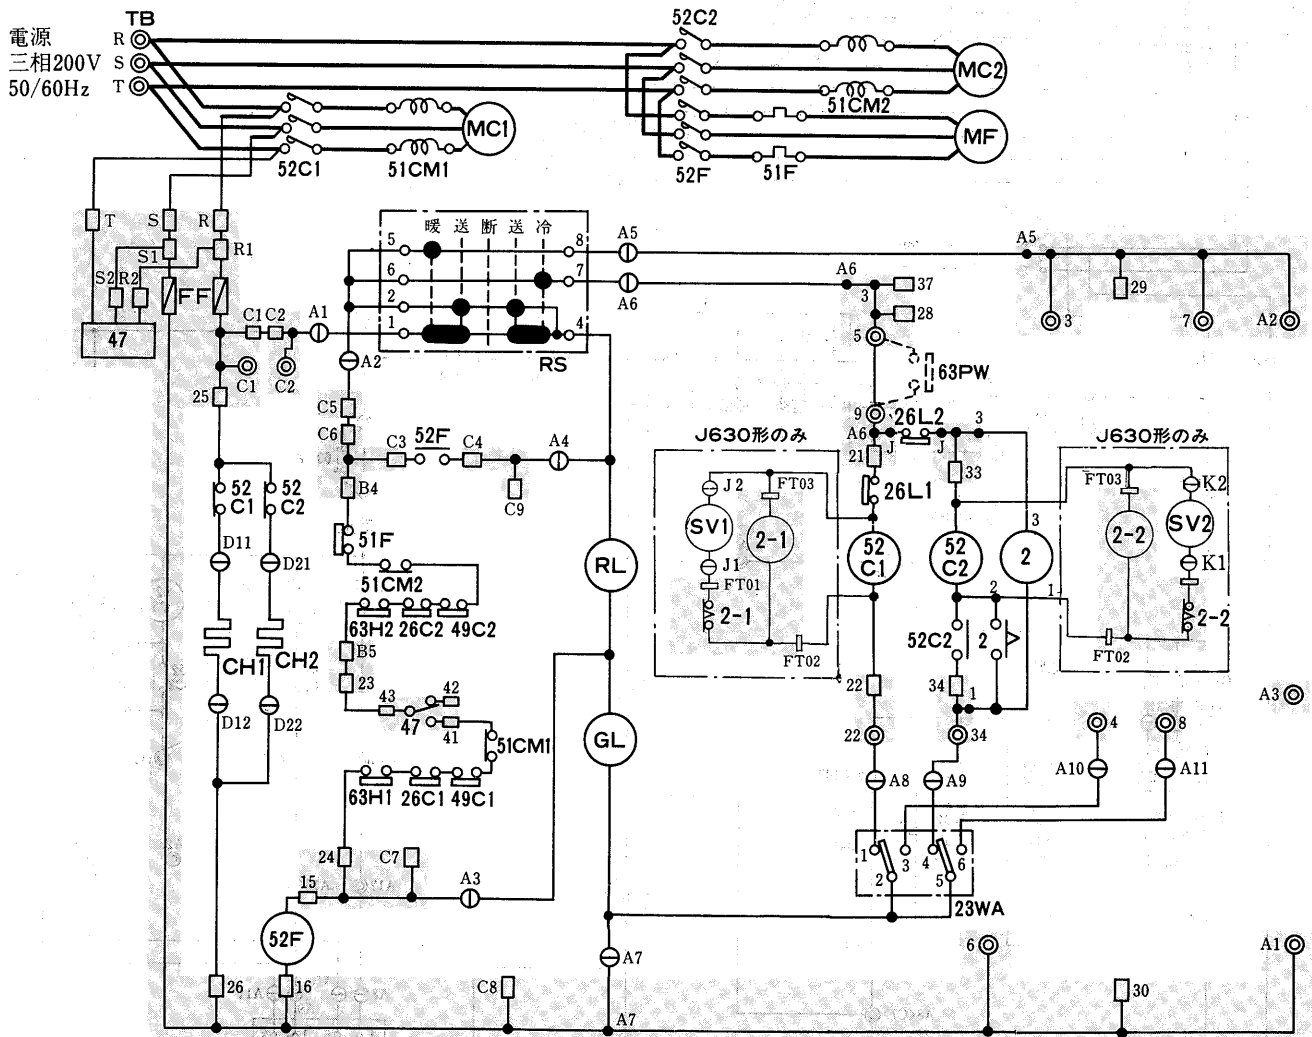 TB
電源
三相200V
50/60Hz
R
S
T
52C2
MC2
51CM2
MC1
52C1
51CM1
MF
52F
51F
T
S
R
S1
R1
S2
R2
FF
47
C1
C2
A1
C1
C2
25
暖 送 断 送 冷
5
6
2
1
8
7
4
RS
A5
A6
A2
A5
A6
3
37
28
5
63PW
9
A6
29
3
7
A2
C5
C6
C3
52F
C4
A4
C9
B4
51F
51CM2
63H2
26C2
49C2
B5
23
43
42
47
41
51CM1
63H1
26C1
49C1
24
C7
15
A3
52F
16
26
C8
A7
A7
52
C1
52
C2
D11
D21
CH1
CH2
D12
D22
RL
GL
J630形のみ
J2
FT03
SV1
2-1
J1
FT01
2-1
FT02
26L2
J
J
3
21
26L1
33
52
C1
52
C2
3
2
2
1
52C2
2
22
34
1
22
34
A8
A9
J630形のみ
FT03
K2
2-2
SV2
K1
2-2
FT02
A3
4
8
A10
A11
1
3
4
6
2
5
23WA
6
A1
30